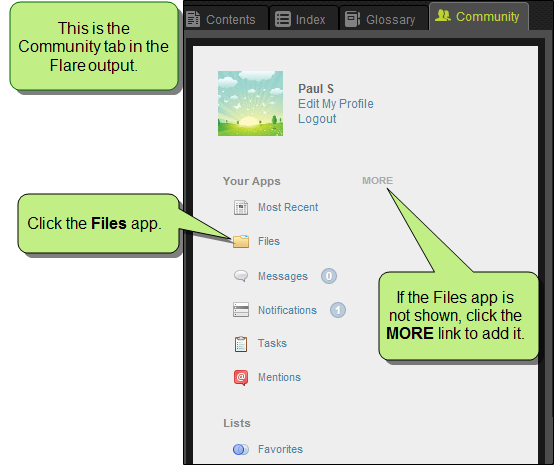 This is the
Community tab in the
Flare output.
Contents
Index
Glossary
Community
Paul S
Edit My Profile
Logout
Your Apps
MORE
Most Recent
Click the Files app.
Files
Messages
0
Notifications
1
If the Files app is
not shown, click the
MORE link to add it.
Tasks
@
Mentions
Lists
Favorites